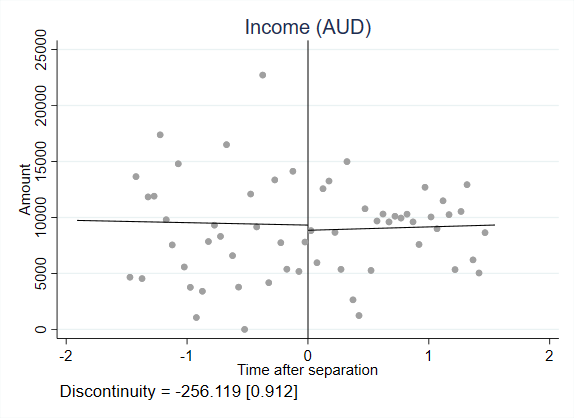 Income (AUD)
25000
20000
15000
10000
5000
0
Amount
-2
-1
0
1
2
Time after separation
Discontinuity = -256.119 [0.912]